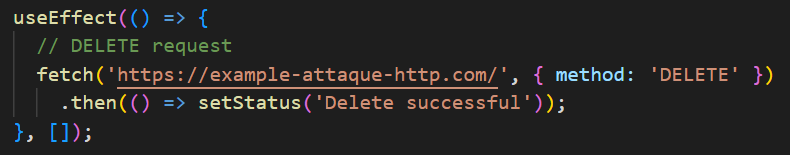 useEffect(() => {
// DELETE request
fetch('https://example-attaque-http.com/', { method: 'DELETE' })
.then(() => setStatus('Delete successful'));
}, []);